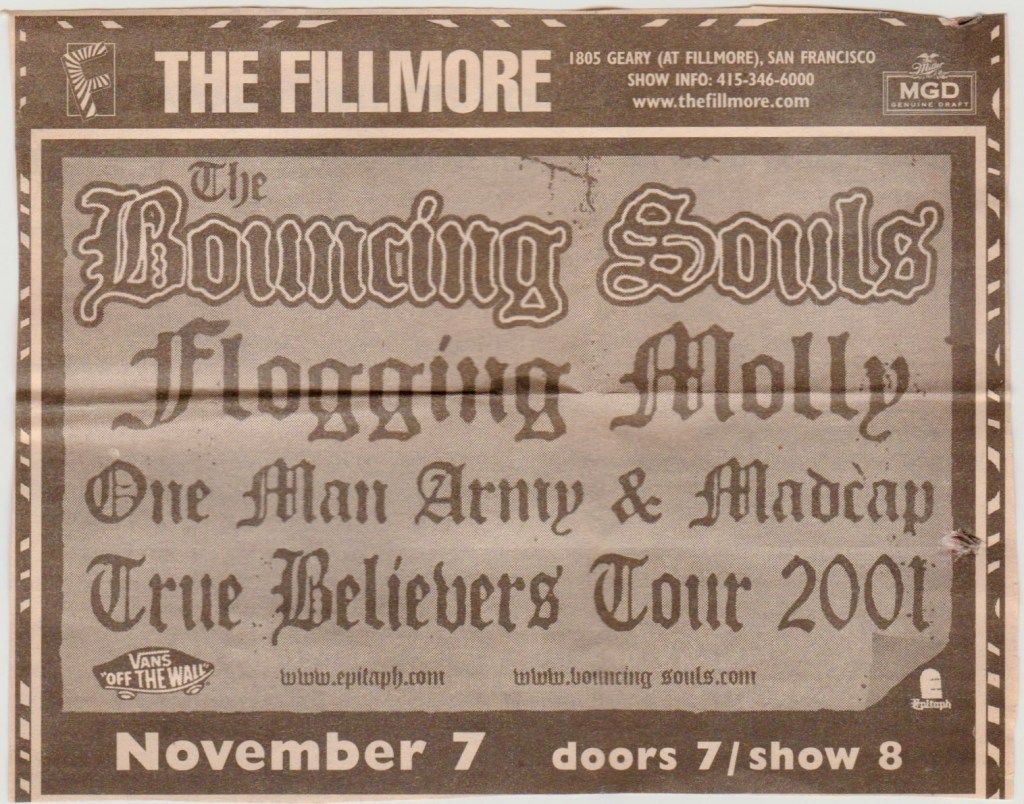 THE FILLMORE
1805 GEARY (AT FILLMORE), SAN FRANCISCO
SHOW INFO: 415-346-6000
www.thefillmore.com
Miller
MGD
GENUINE DRAFT
The
Bouncing Souls
Flogging Molly
One Man Army & Madcap
True Believers Tour 2001
VANS
"OFF THE WALL"
www.epitaph.com
www.bouncing souls.com
Epitaph
November 7
doors 7/show 8